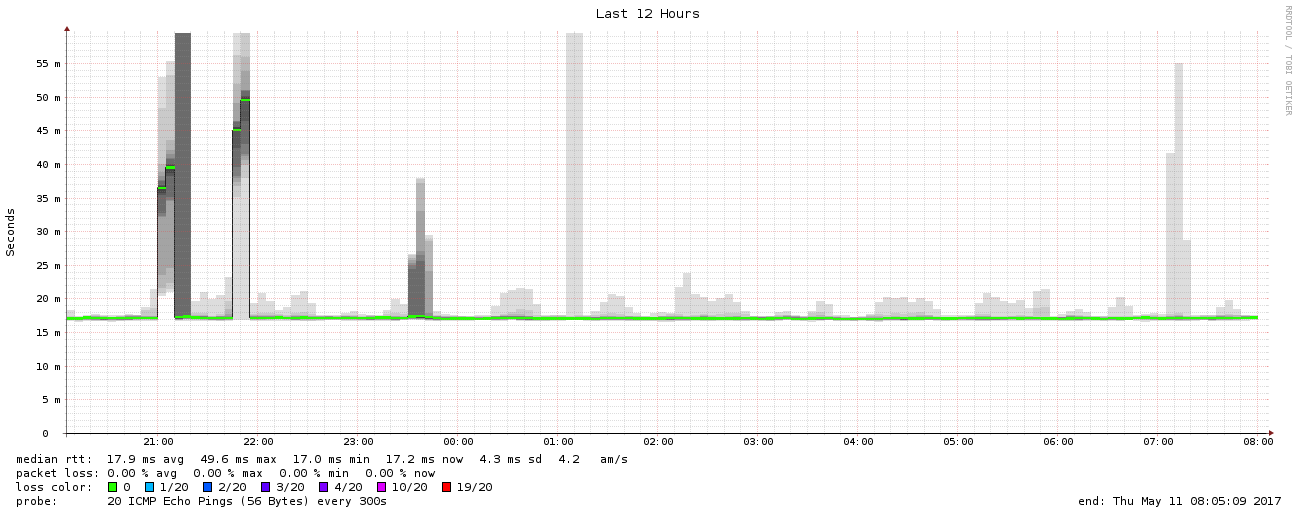 Last 12 Hours
RRDTOOL / TOBI OETIKER
Seconds
55 m
50 m
45 m
40 m
35 m
30 m
25 m
20 m
15 m
10 m
5 m
0
21:00 22:00 23:00 00:00 01:00 02:00 03:00 04:00 05:00 06:00 07:00 08:00
median rtt: 17.9 ms avg 49.6 ms max 17.0 ms min 17.2 ms now 4.3 ms sd 4.2 am/s
packet loss: 0.00 % avg 0.00 % max 0.00 % min 0.00 % now
loss color: 0 1/20 2/20 3/20 4/20 10/20 19/20
probe: 20 ICMP Echo Pings (56 Bytes) every 300s end: Thu May 11 08:05:09 2017